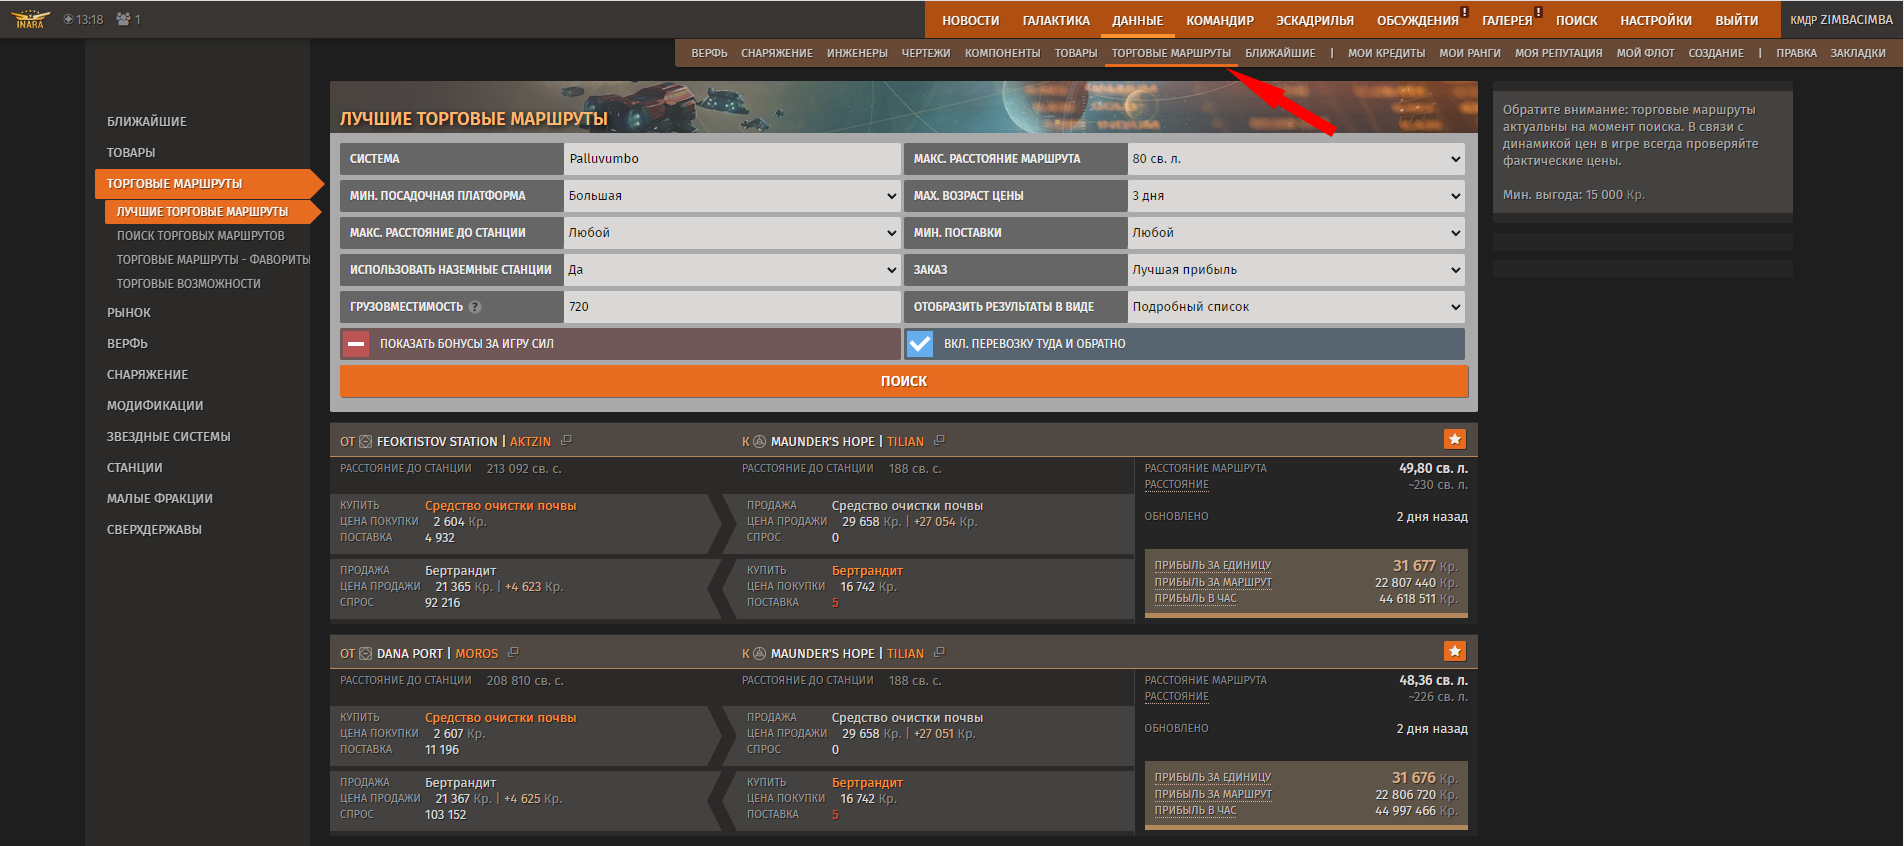 INARA 13:18 1
НОВОСТИ ГАЛАКТИКА ДАННЫЕ КОМАНДИР ЭСКАДРИЛЬЯ ОБСУЖДЕНИЯ ! ГАЛЕРЕЯ ! ПОИСК НАСТРОЙКИ ВЫЙТИ КМДР ZIMBACIMBA
ВЕРФЬ СНАРЯЖЕНИЕ ИНЖЕНЕРЫ ЧЕРТЕЖИ КОМПОНЕНТЫ ТОВАРЫ ТОРГОВЫЕ МАРШРУТЫ БЛИЖАЙШИЕ | МОИ КРЕДИТЫ МОИ РАНГИ МОЯ РЕПУТАЦИЯ МОЙ ФЛОТ СОЗДАНИЕ | ПРАВКА ЗАКЛАДКИ
БЛИЖАЙШИЕ
ТОВАРЫ
ТОРГОВЫЕ МАРШРУТЫ
ЛУЧШИЕ ТОРГОВЫЕ МАРШРУТЫ
ПОИСК ТОРГОВЫХ МАРШРУТОВ
ТОРГОВЫЕ МАРШРУТЫ - ФАВОРИТЫ
ТОРГОВЫЕ ВОЗМОЖНОСТИ
РЫНОК
ВЕРФЬ
СНАРЯЖЕНИЕ
МОДИФИКАЦИИ
ЗВЕЗДНЫЕ СИСТЕМЫ
СТАНЦИИ
МАЛЫЕ ФРАКЦИИ
СВЕРХДЕРЖАВЫ
ЛУЧШИЕ ТОРГОВЫЕ МАРШРУТЫ
СИСТЕМА Palluvumbo МАКС. РАССТОЯНИЕ МАРШРУТА 80 св. л.
МИН. ПОСАДОЧНАЯ ПЛАТФОРМА Большая МАХ. ВОЗРАСТ ЦЕНЫ 3 дня
МАКС. РАССТОЯНИЕ ДО СТАНЦИИ Любой МИН. ПОСТАВКИ Любой
ИСПОЛЬЗОВАТЬ НАЗЕМНЫЕ СТАНЦИИ Да ЗАКАЗ Лучшая прибыль
ГРУЗОВМЕСТИМОСТЬ ? 720 ОТОБРАЗИТЬ РЕЗУЛЬТАТЫ В ВИДЕ Подробный список
ПОКАЗАТЬ БОНУСЫ ЗА ИГРУ СИЛ ВКЛ. ПЕРЕВОЗКУ ТУДА И ОБРАТНО
ПОИСК
ОТ FEOKTISTOV STATION | AKTZIN К MAUNDER'S HOPE | TILIAN
РАССТОЯНИЕ ДО СТАНЦИИ 213 092 св. с. РАССТОЯНИЕ ДО СТАНЦИИ 188 св. с.
КУПИТЬ Средство очистки почвы ПРОДАЖА Средство очистки почвы
ЦЕНА ПОКУПКИ 2 604 Кр. ЦЕНА ПРОДАЖИ 29 658 Кр. | +27 054 Кр.
ПОСТАВКА 4 932 СПРОС 0
ПРОДАЖА Бертрандит КУПИТЬ Бертрандит
ЦЕНА ПРОДАЖИ 21 365 Кр. | +4 623 Кр. ЦЕНА ПОКУПКИ 16 742 Кр.
СПРОС 92 216 ПОСТАВКА 5
РАССТОЯНИЕ МАРШРУТА 49,80 св. л.
РАССТОЯНИЕ ~230 св. л.
ОБНОВЛЕНО 2 дня назад
ПРИБЫЛЬ ЗА ЕДИНИЦУ 31 677 Кр.
ПРИБЫЛЬ ЗА МАРШРУТ 22 807 440 Кр.
ПРИБЫЛЬ В ЧАС 44 618 511 Кр.
ОТ DANA PORT | MOROS К MAUNDER'S HOPE | TILIAN
РАССТОЯНИЕ ДО СТАНЦИИ 208 810 св. с. РАССТОЯНИЕ ДО СТАНЦИИ 188 св. с.
КУПИТЬ Средство очистки почвы ПРОДАЖА Средство очистки почвы
ЦЕНА ПОКУПКИ 2 607 Кр. ЦЕНА ПРОДАЖИ 29 658 Кр. | +27 051 Кр.
ПОСТАВКА 11 196 СПРОС 0
ПРОДАЖА Бертрандит КУПИТЬ Бертрандит
ЦЕНА ПРОДАЖИ 21 367 Кр. | +4 625 Кр. ЦЕНА ПОКУПКИ 16 742 Кр.
СПРОС 103 152 ПОСТАВКА 5
РАССТОЯНИЕ МАРШРУТА 48,36 св. л.
РАССТОЯНИЕ ~226 св. л.
ОБНОВЛЕНО 2 дня назад
ПРИБЫЛЬ ЗА ЕДИНИЦУ 31 676 Кр.
ПРИБЫЛЬ ЗА МАРШРУТ 22 806 720 Кр.
ПРИБЫЛЬ В ЧАС 44 997 466 Кр.
Обратите внимание: торговые маршруты
актуальны на момент поиска. В связи с
динамикой цен в игре всегда проверяйте
фактические цены.
Мин. выгода: 15 000 Кр.